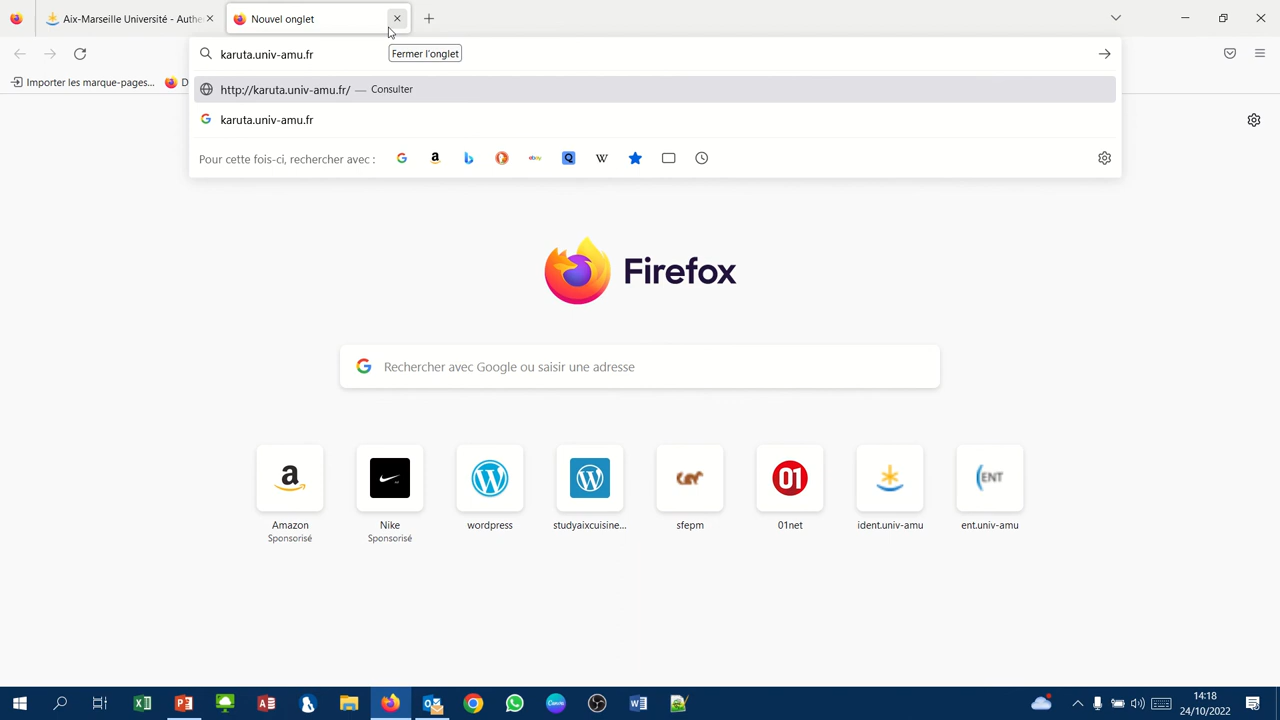 Aix-Marseille Université - Authe
Nouvel onglet
karuta.univ-amu.fr
Fermer l'onglet
Importer les marque-pages...
D
http://karuta.univ-amu.fr/ — Consulter
karuta.univ-amu.fr
Pour cette fois-ci, rechercher avec :
Firefox
Rechercher avec Google ou saisir une adresse
Amazon
Sponsorisé
Nike
Sponsorisé
wordpress
studyaixcuisine...
sfepm
01
01net
ident.univ-amu
ENT
ent.univ-amu
14:18
24/10/2022